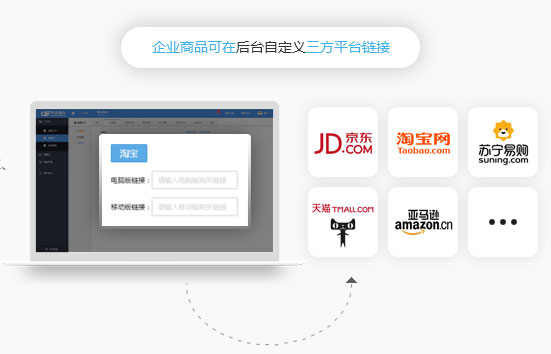 企业商品可在后台自定义三方平台链接
淘宝
电脑版链接：
请输入电脑版购买链接
移动版链接：
请输入移动版购买链接
JD 京东
.COM
淘宝网
Taobao.com
苏宁易购
suning.com
天猫 TMALL.COM
亚马逊
amazon.cn